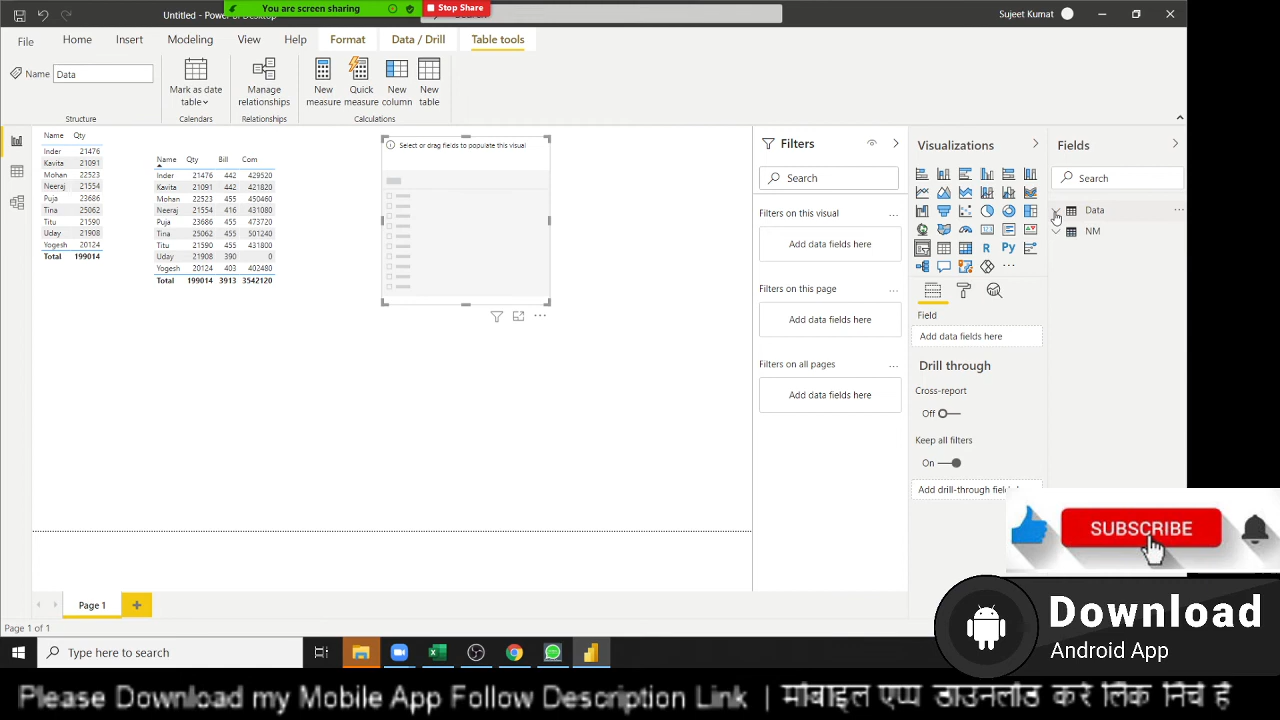 Untitled - Power BI Desktop
You are screen sharing
Stop Share
Search
Sujeet Kumat
File
Home
Insert
Modeling
View
Help
Format
Data / Drill
Table tools
Name
Data
Mark as date
table
Manage
relationships
New
measure
Quick
measure
New
column
New
table
Structure
Calendars
Relationships
Calculations
Name Qty
Inder 21476
Kavita 21091
Mohan 22523
Neeraj 21554
Puja 23686
Tina 25062
Titu 21590
Uday 21908
Yogesh 20124
Total 199014
Name Qty Bill Com
Inder 21476 442 429520
Kavita 21091 442 421820
Mohan 22523 455 450460
Neeraj 21554 416 431080
Puja 23686 455 473720
Tina 25062 455 501240
Titu 21590 455 431800
Uday 21908 390 0
Yogesh 20124 403 402480
Total 199014 3913 3542120
Select or drag fields to populate this visual
Filters
Search
Filters on this visual
Add data fields here
Filters on this page
Add data fields here
Filters on all pages
Add data fields here
Visualizations
R
Py
Field
Add data fields here
Drill through
Cross-report
Off
Keep all filters
On
Add drill-through fields
Fields
Search
Data
NM
Page 1
Page 1 of 1
SUBSCRIBE
Download
Android App
Type here to search
Please Download my Mobile App Follow Description Link | मोबाइल एप्प डाउनलोड करे लिंक निचे है